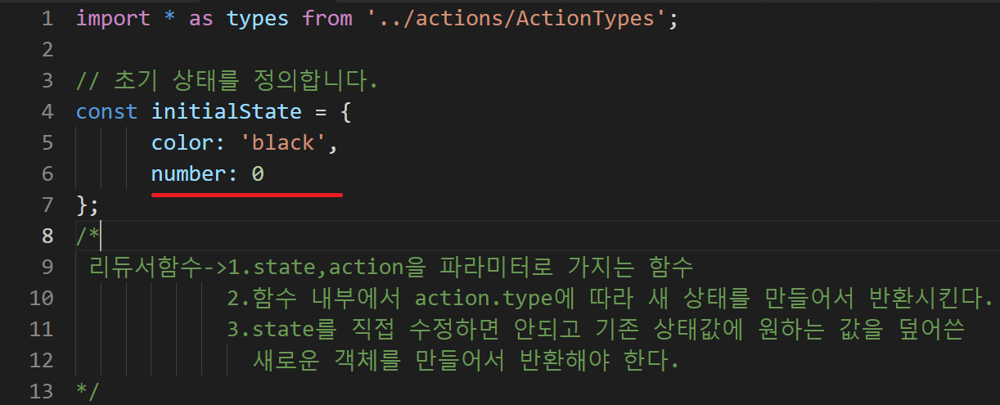 1 import * as types from '../actions/ActionTypes';
2
3 // 초기 상태를 정의합니다.
4 const initialState = {
5 color: 'black',
6 number: 0
7 };
8 /*
9 리듀서함수->1.state,action을 파라미터로 가지는 함수
10 2.함수 내부에서 action.type에 따라 새 상태를 만들어서 반환시킨다.
11 3.state를 직접 수정하면 안되고 기존 상태값에 원하는 값을 덮어쓴
12 새로운 객체를 만들어서 반환해야 한다.
13 */